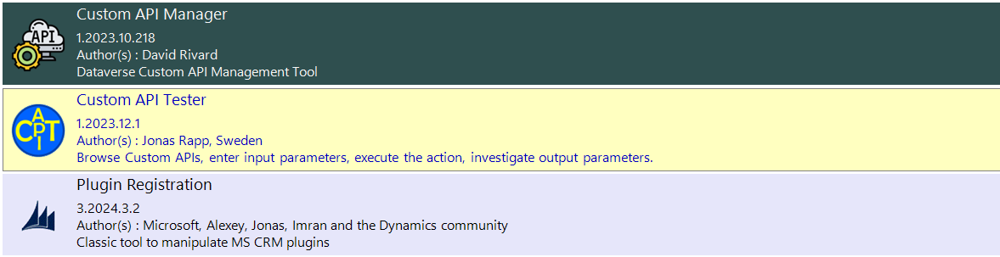 API
Custom API Manager
1.2023.10.218
Author(s) : David Rivard
Dataverse Custom API Management Tool
CAPIT
Custom API Tester
1.2023.12.1
Author(s) : Jonas Rapp, Sweden
Browse Custom APIs, enter input parameters, execute the action, investigate output parameters.
Plugin Registration
3.2024.3.2
Author(s) : Microsoft, Alexey, Jonas, Imran and the Dynamics community
Classic tool to manipulate MS CRM plugins